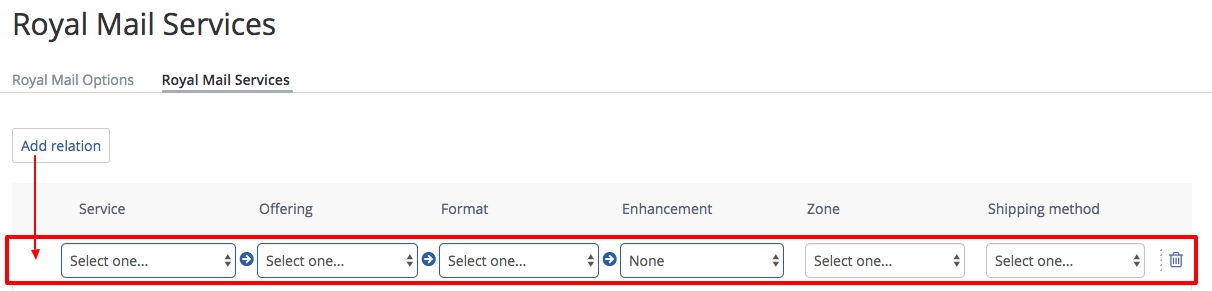 Royal Mail Services
Royal Mail Options Royal Mail Services
Add relation
Service Offering Format Enhancement Zone Shipping method
Select one... Select one... Select one... None Select one... Select one...